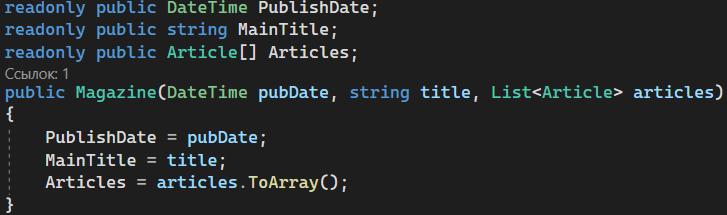 readonly public DateTime PublishDate;
readonly public string MainTitle;
readonly public Article[] Articles;
Ссылок: 1
public Magazine(DateTime pubDate, string title, List<Article> articles)
{
PublishDate = pubDate;
MainTitle = title;
Articles = articles.ToArray();
}